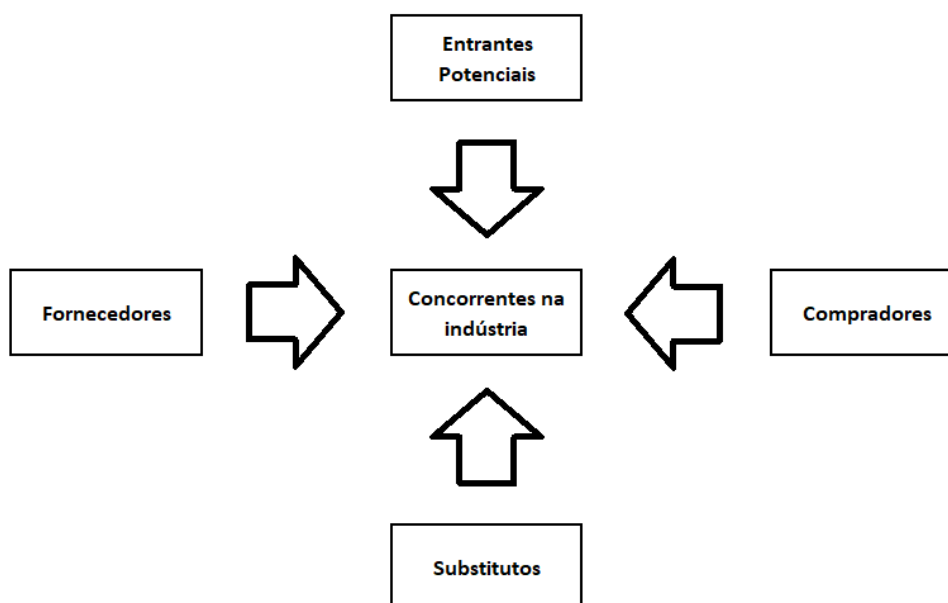 Entrantes
Potenciais
Fornecedores
Concorrentes na
indústria
Compradores
Substitutos